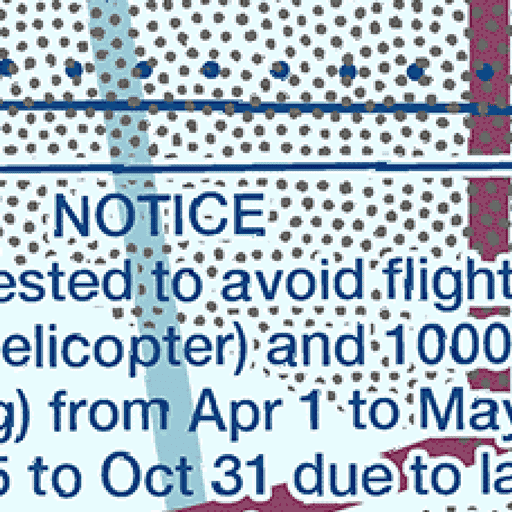 NOTICE
ested to avoid flight
elicopter) and 1000
g) from Apr 1 to May
5 to Oct 31 due to la